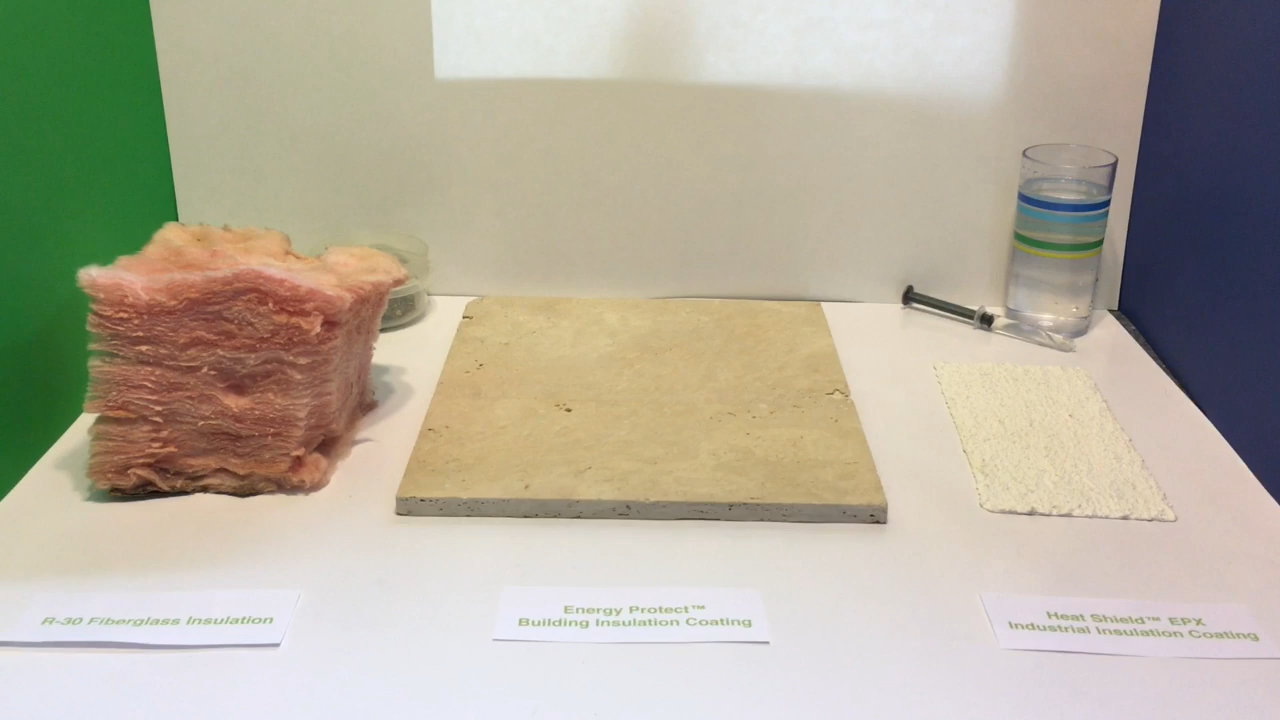 R-30 Fiberglass Insulation
Energy Protect™
Building Insulation Coating
Heat Shield™ EPX
Industrial Insulation Coating